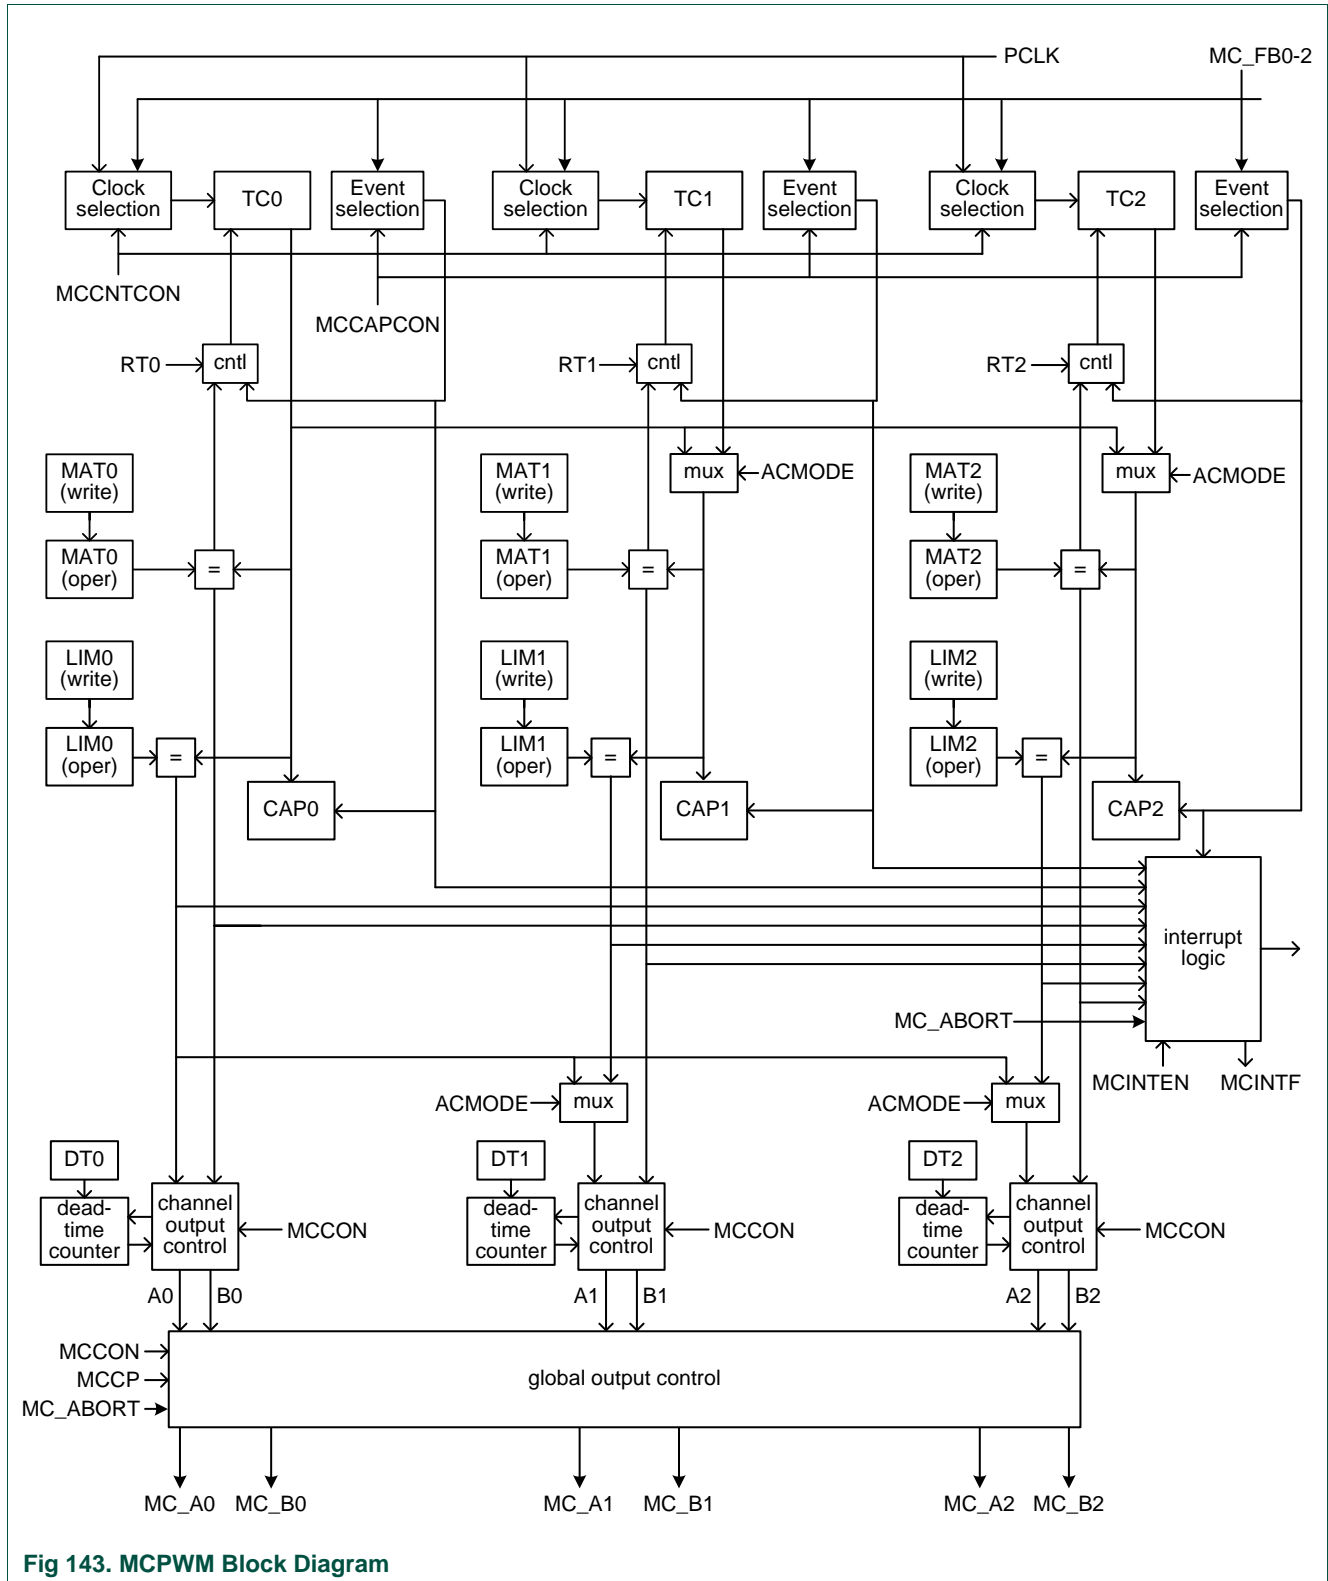 PCLK
MC_FB0-2
Clock
selection
TC0
Event
selection
Clock
selection
TC1
Event
selection
Clock
selection
TC2
Event
selection
MCCNTCON
MCCAPCON
RT0
cntl
RT1
cntl
RT2
cntl
MAT0
(write)
MAT1
(write)
mux
ACMODE
MAT2
(write)
mux
ACMODE
MAT0
(oper)
=
MAT1
(oper)
=
MAT2
(oper)
=
LIM0
(write)
LIM1
(write)
LIM2
(write)
LIM0
(oper)
=
LIM1
(oper)
=
LIM2
(oper)
=
CAP0
CAP1
CAP2
interrupt
logic
MC_ABORT
MCINTEN
MCINTF
ACMODE
mux
ACMODE
mux
DT0
DT1
DT2
dead-
time
counter
channel
output
control
MCCON
dead-
time
counter
channel
output
control
MCCON
dead-
time
counter
channel
output
control
MCCON
A0
B0
A1
B1
A2
B2
MCCON
MCCP
MC_ABORT
global output control
MC_A0
MC_B0
MC_A1
MC_B1
MC_A2
MC_B2
Fig 143. MCPWM Block Diagram